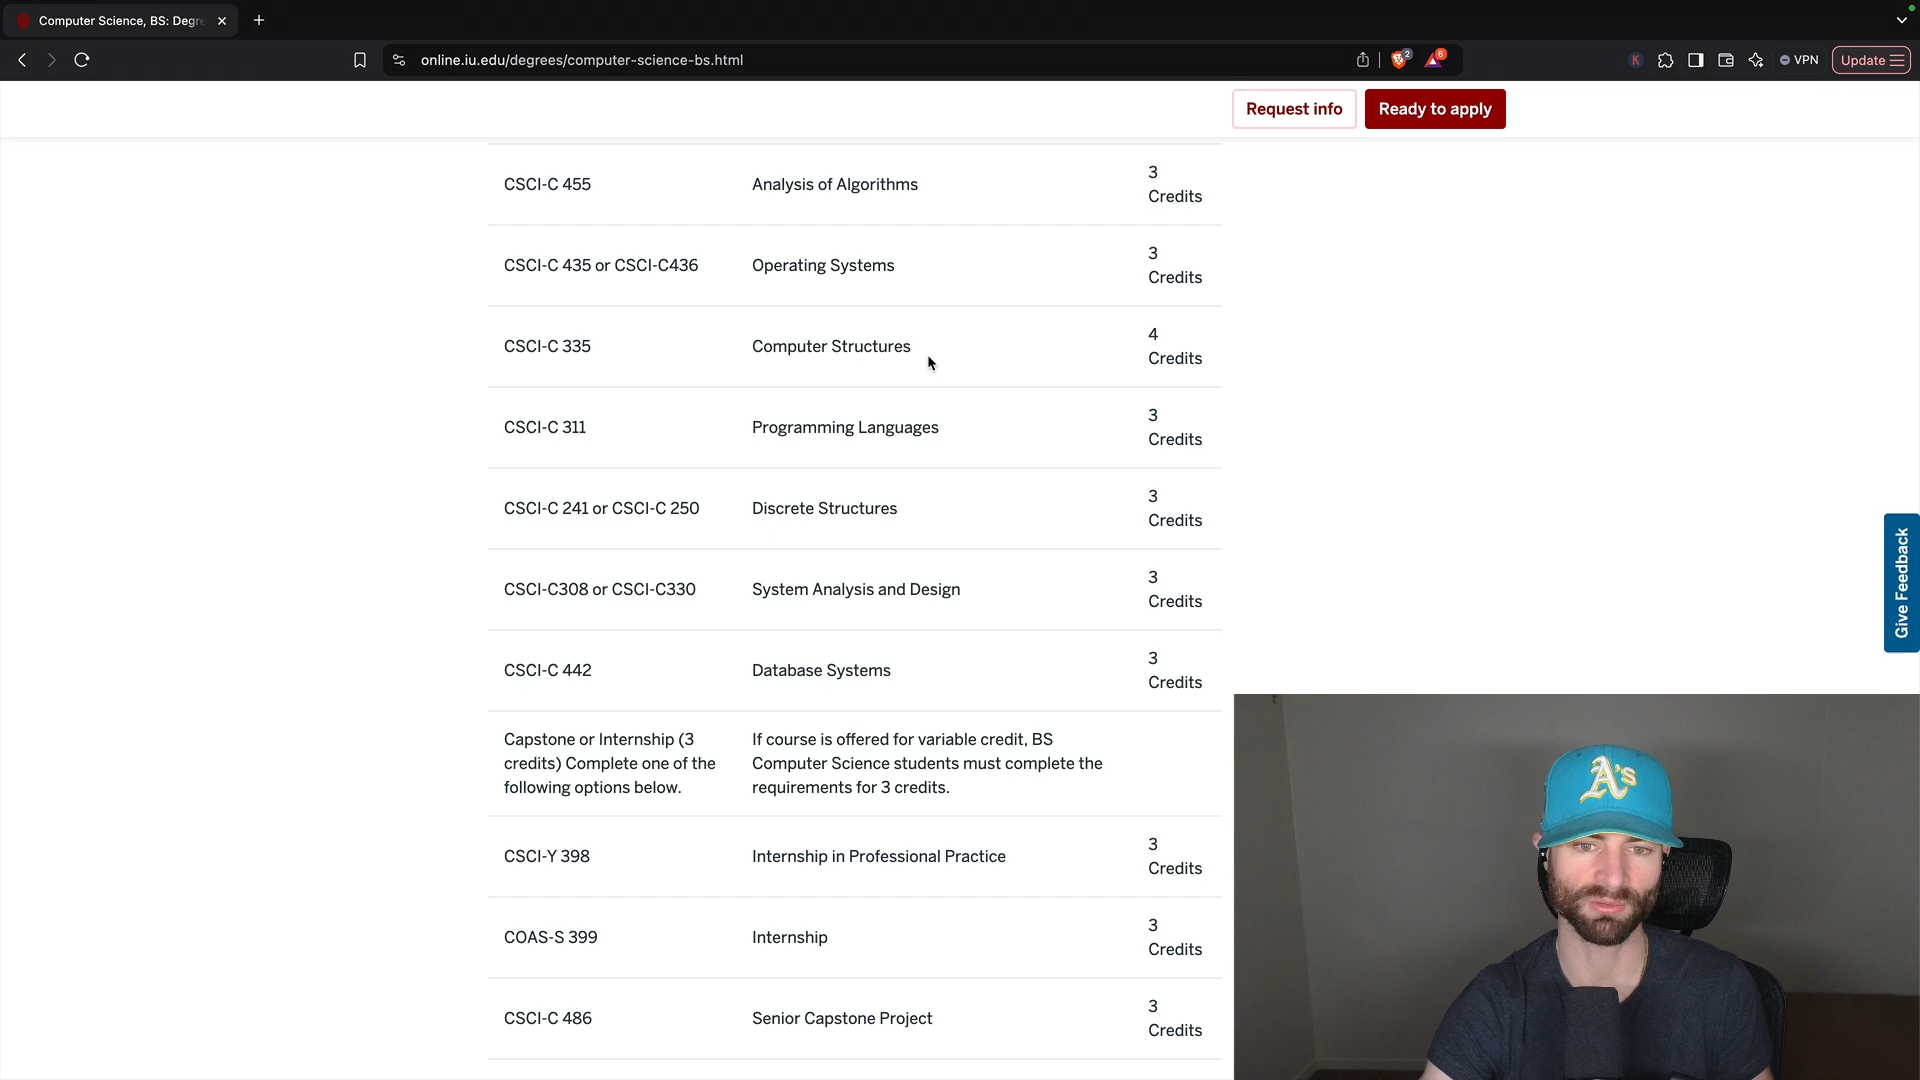 Computer Science, BS: Degre
online.iu.edu/degrees/computer-science-bs.html
2
6
K
VPN
Update
Request info
Ready to apply
CSCI-C 455
Analysis of Algorithms
3
Credits
CSCI-C 435 or CSCI-C436
Operating Systems
3
Credits
CSCI-C 335
Computer Structures
4
Credits
CSCI-C 311
Programming Languages
3
Credits
CSCI-C 241 or CSCI-C 250
Discrete Structures
3
Credits
CSCI-C308 or CSCI-C330
System Analysis and Design
3
Credits
CSCI-C 442
Database Systems
3
Credits
Capstone or Internship (3
credits) Complete one of the
following options below.
If course is offered for variable credit, BS
Computer Science students must complete the
requirements for 3 credits.
CSCI-Y 398
Internship in Professional Practice
3
Credits
COAS-S 399
Internship
3
Credits
CSCI-C 486
Senior Capstone Project
3
Credits
Give Feedback
A's